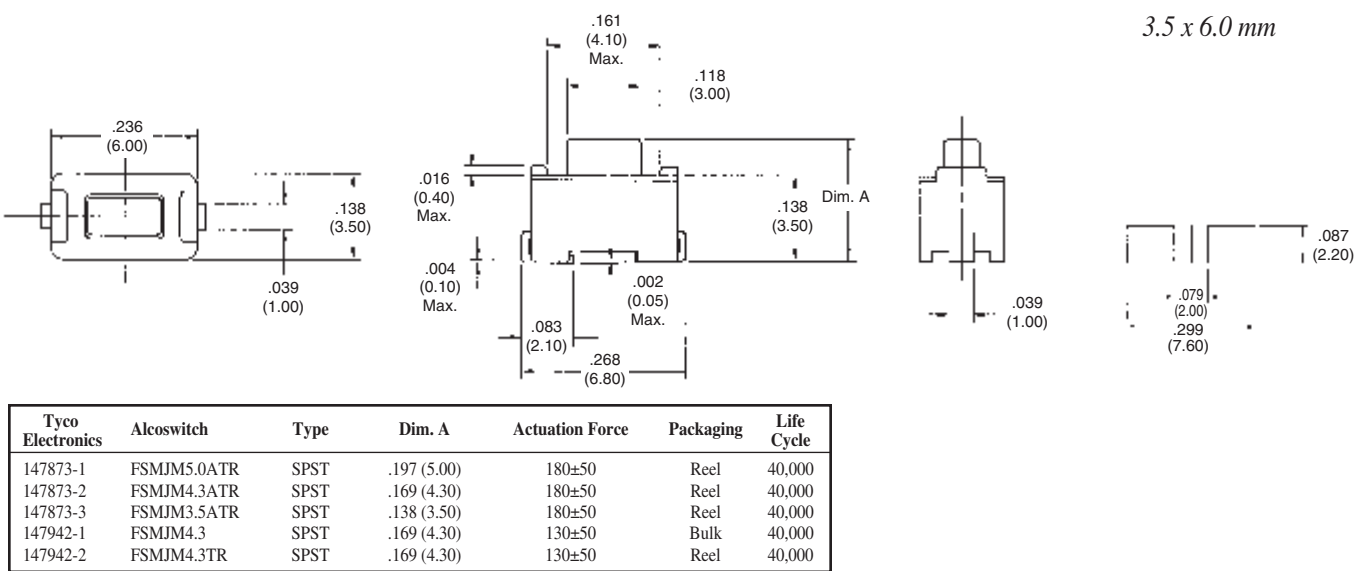 3.5 x 6.0 mm
.161
(4.10)
Max.
.118
(3.00)
.236
(6.00)
.138
(3.50)
.039
(1.00)
.016
(0.40)
Max.
.004
(0.10)
Max.
.083
(2.10)
.268
(6.80)
.002
(0.05)
Max.
.138
(3.50)
Dim. A
.039
(1.00)
.087
(2.20)
.079
(2.00)
.299
(7.60)
Tyco Electronics Alcoswitch Type Dim. A Actuation Force Packaging Life Cycle
147873-1 FSMJM5.0ATR SPST .197 (5.00) 180±50 Reel 40,000
147873-2 FSMJM4.3ATR SPST .169 (4.30) 180±50 Reel 40,000
147873-3 FSMJM3.5ATR SPST .138 (3.50) 180±50 Reel 40,000
147942-1 FSMJM4.3 SPST .169 (4.30) 130±50 Bulk 40,000
147942-2 FSMJM4.3TR SPST .169 (4.30) 130±50 Reel 40,000